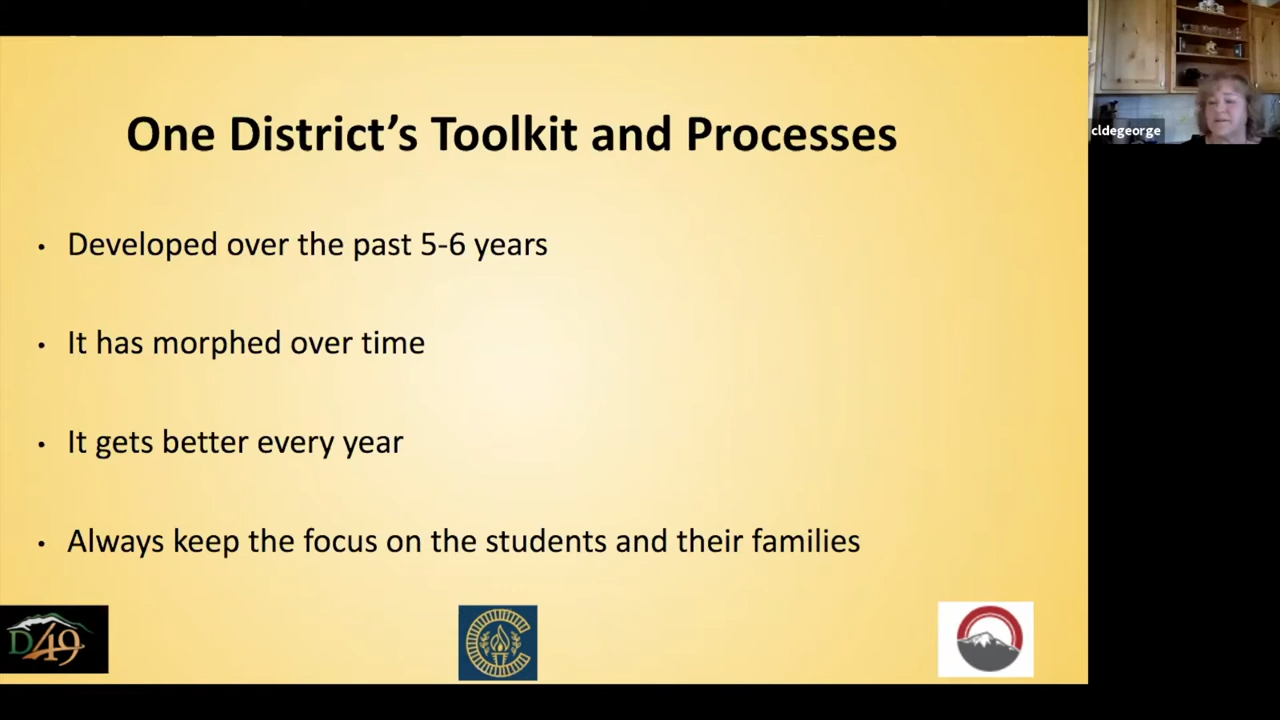 One District's Toolkit and Processes
cldegeorge
• Developed over the past 5-6 years
• It has morphed over time
• It gets better every year
• Always keep the focus on the students and their families
D49